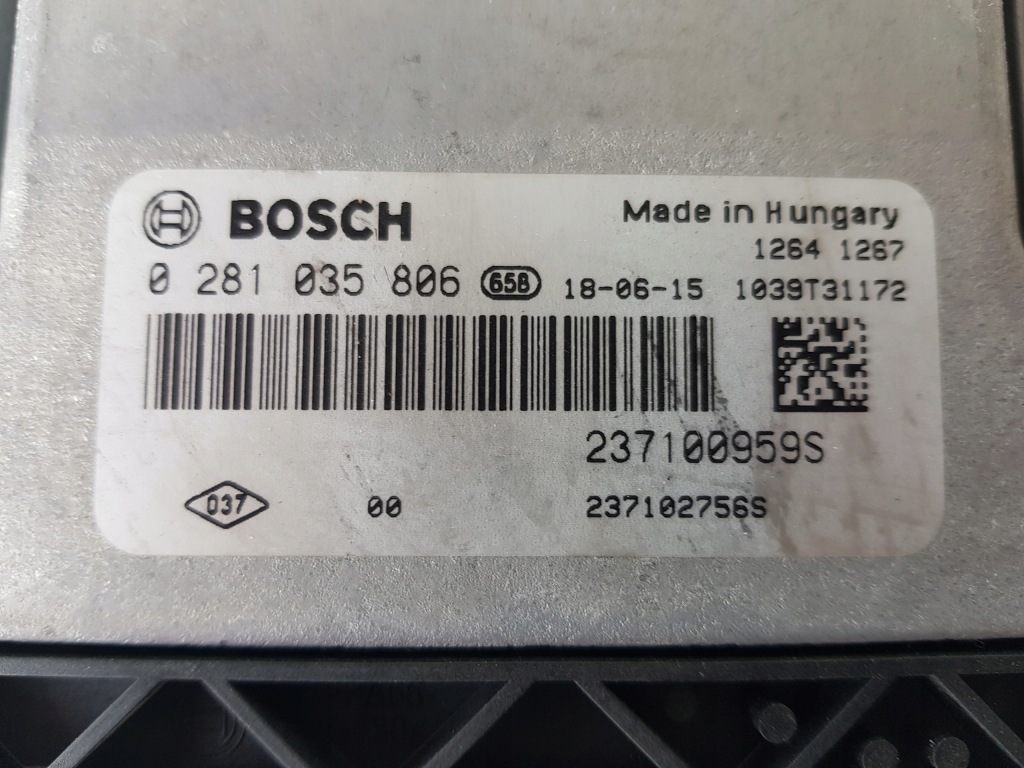 BOSCH
Made in Hungary
1264 1267
0 281 035 806 658 18-06-15 1039T31172
237100959S
037 00 237102756S